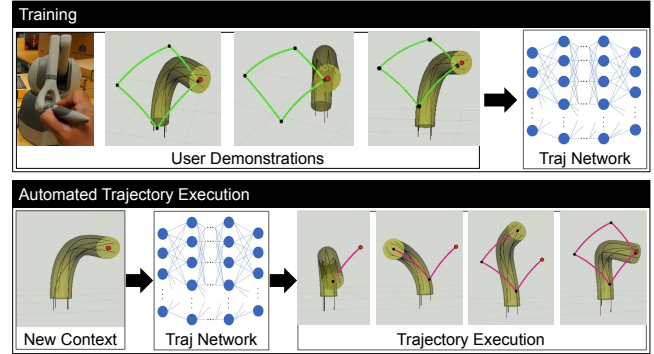 Training
User Demonstrations
Traj Network
Automated Trajectory Execution
New Context
Traj Network
Trajectory Execution